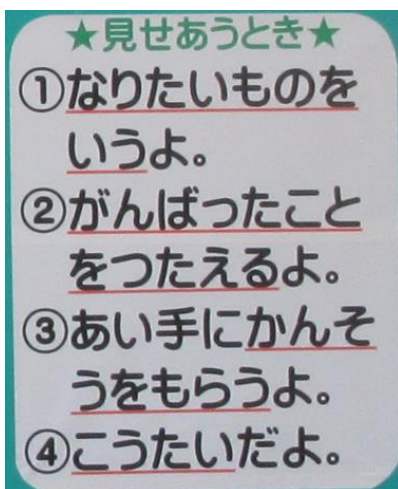 ★見せあうとき★
①なりたいものを
いうよ。
②がんばったこと
をつたえるよ。
③あい手にかんそ
うをもらうよ。
④こうたいだよ。